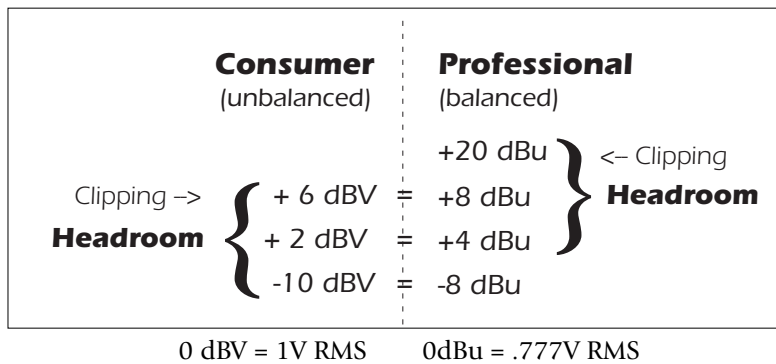 Consumer Professional
(unbalanced) (balanced)
+20 dBu <– Clipping
Clipping –> + 6 dBV = +8 dBu Headroom
Headroom + 2 dBV = +4 dBu
-10 dBV = -8 dBu
0 dBV = 1V RMS 0dBu = .777V RMS